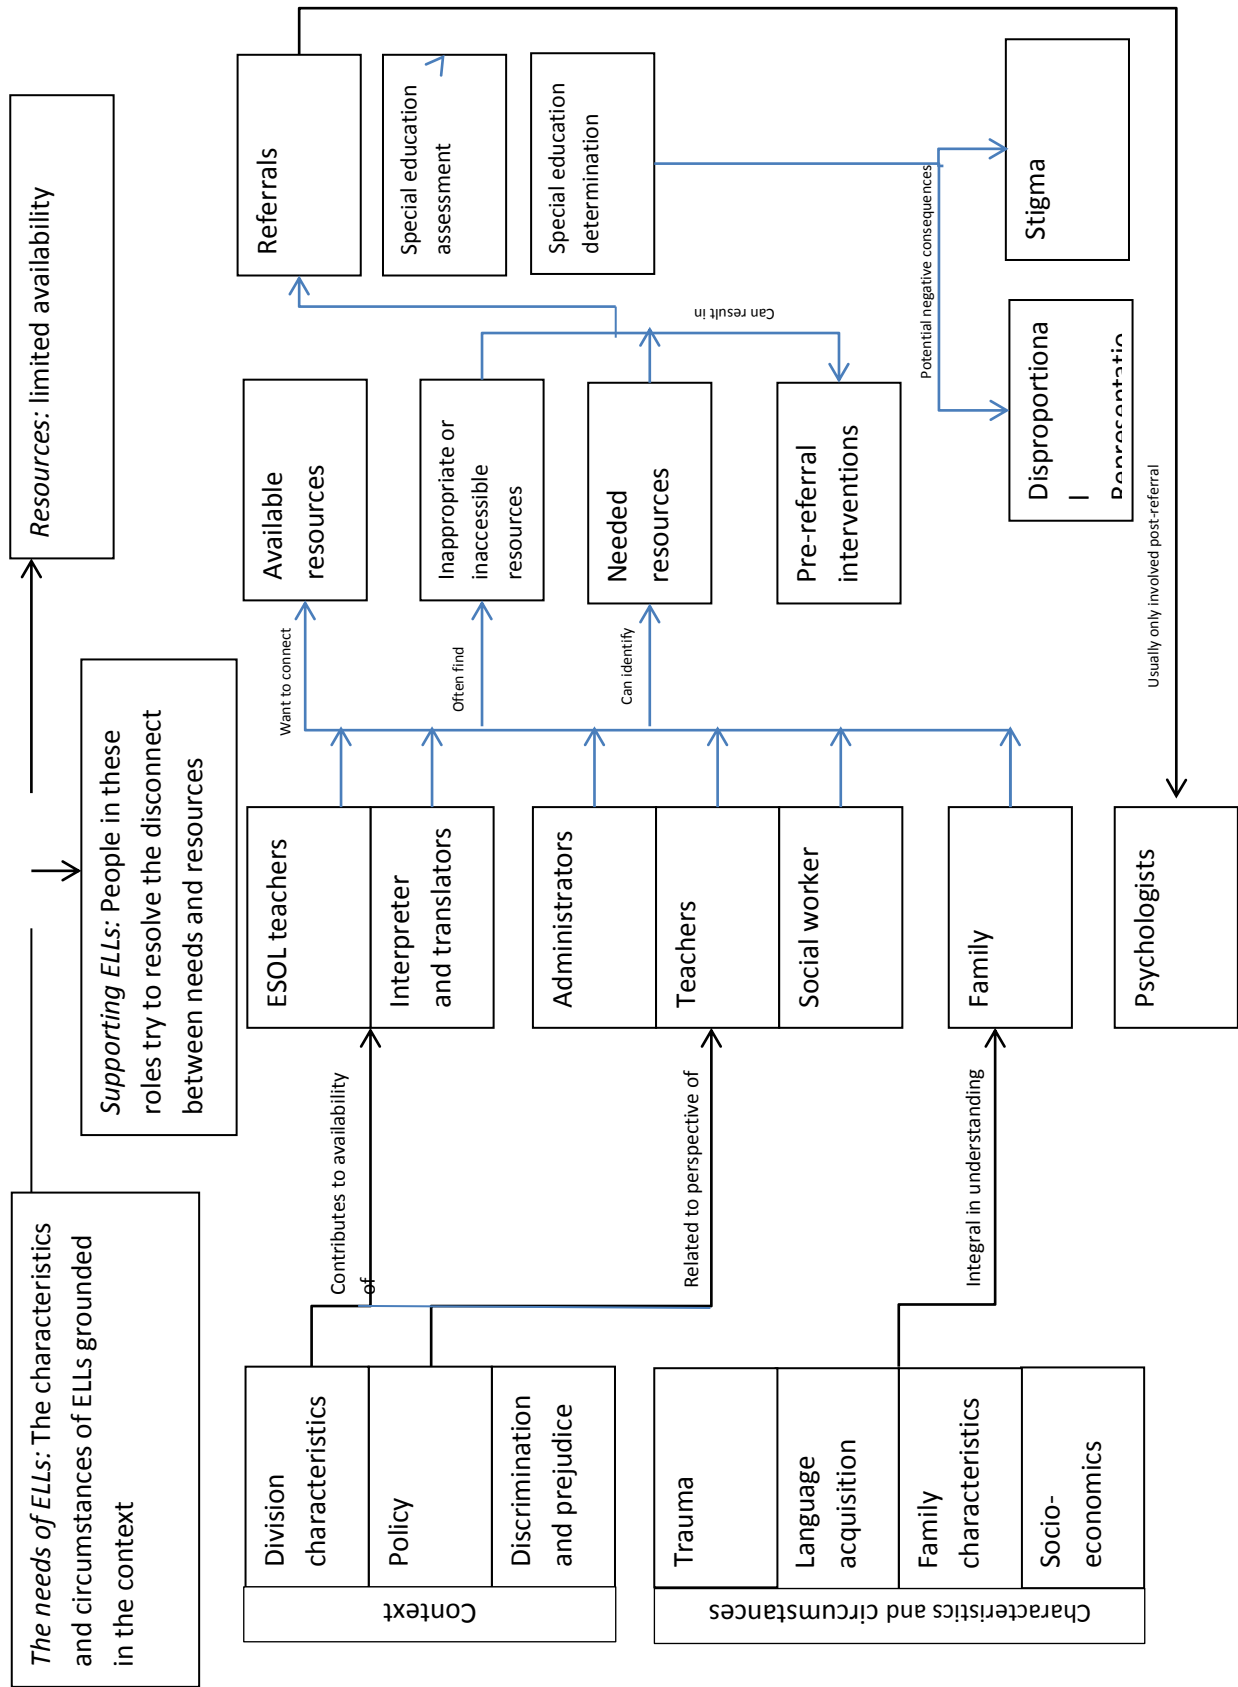 The needs of ELLs: The characteristics
and circumstances of ELLs grounded
in the context
Supporting ELLs: People in these
roles try to resolve the disconnect
between needs and resources
Resources: limited availability
Context
Division
characteristics
Policy
Discrimination
and prejudice
Characteristics and circumstances
Trauma
Language
acquisition
Family
characteristics
Socio-
economics
Contributes to availability
of
Related to perspective of
Integral in understanding
ESOL teachers
Interpreter
and translators
Administrators
Teachers
Social worker
Family
Psychologists
Want to connect
Often find
Can identify
Available
resources
Inappropriate or
inaccessible
resources
Needed
resources
Pre-referral
interventions
Can result in
Referrals
Special education
assessment
Special education
determination
Potential negative consequences
Disproportiona
l
Representatio
Stigma
Usually only involved post-referral